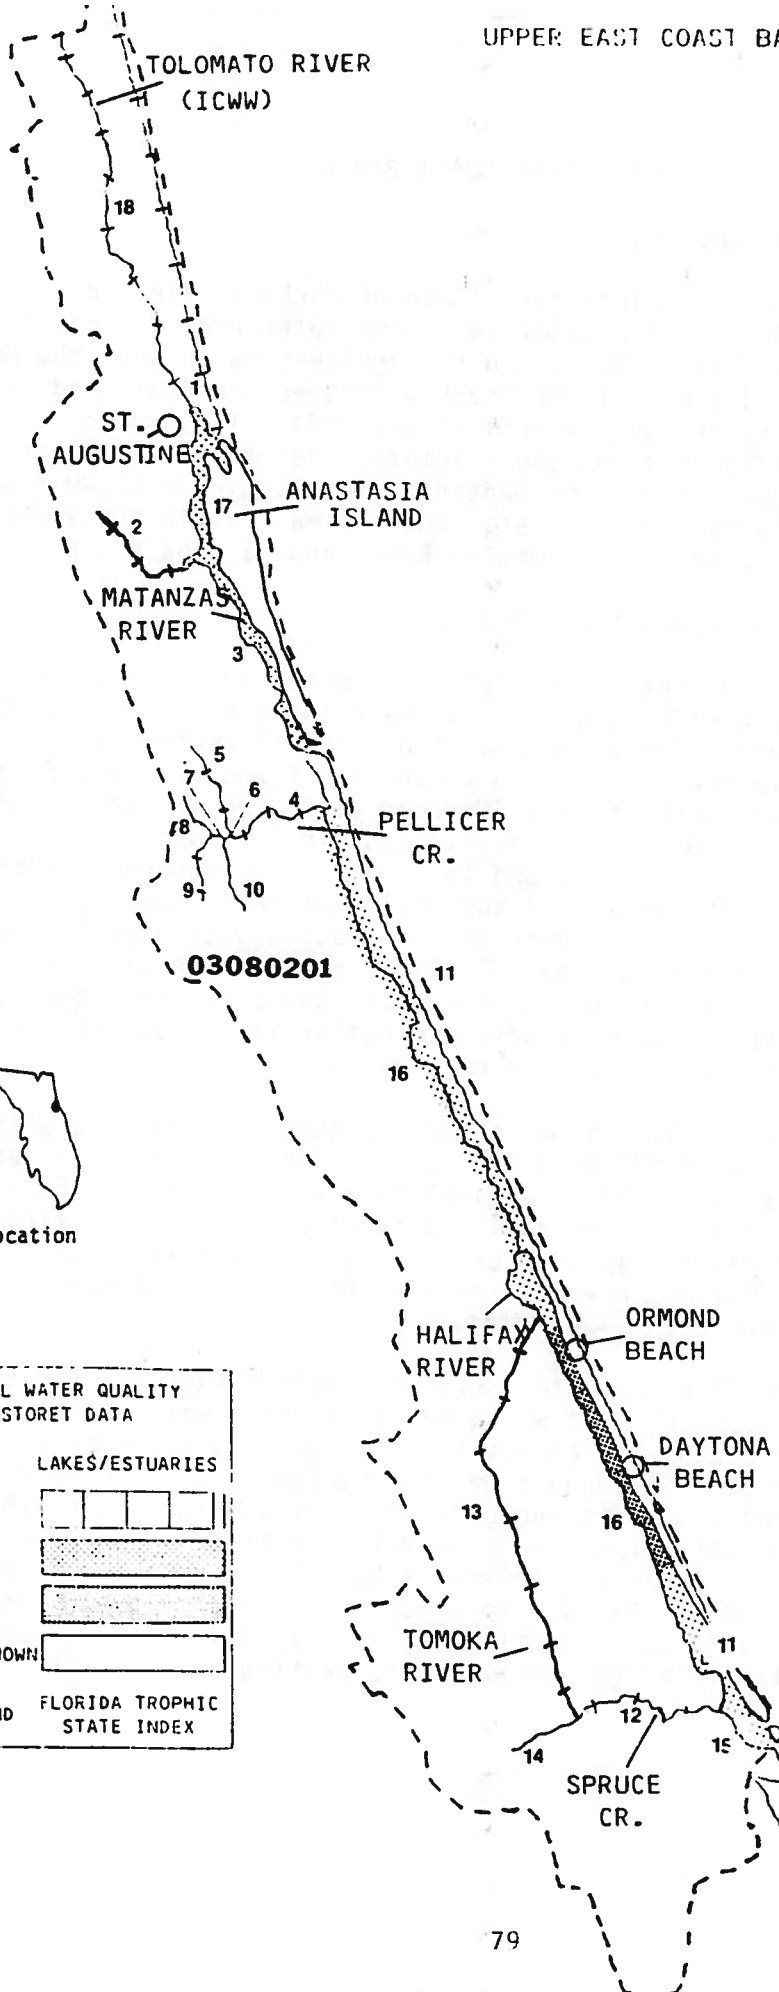 UPPER EAST COAST BA
TOLOMATO RIVER
(ICWW)
18
1
ST.
AUGUSTINE
17
ANASTASIA
ISLAND
2
MATANZAS
RIVER
3
5
7
6
4
8
PELLICER
CR.
9
10
03080201
11
16
ocation
HALIFAX
RIVER
ORMOND
BEACH
L WATER QUALITY
STORET DATA
LAKES/ESTUARIES
DAYTONA
BEACH
13
16
OWN
ND
FLORIDA TROPHIC
STATE INDEX
TOMOKA
RIVER
11
12
15
14
SPRUCE
CR.
79